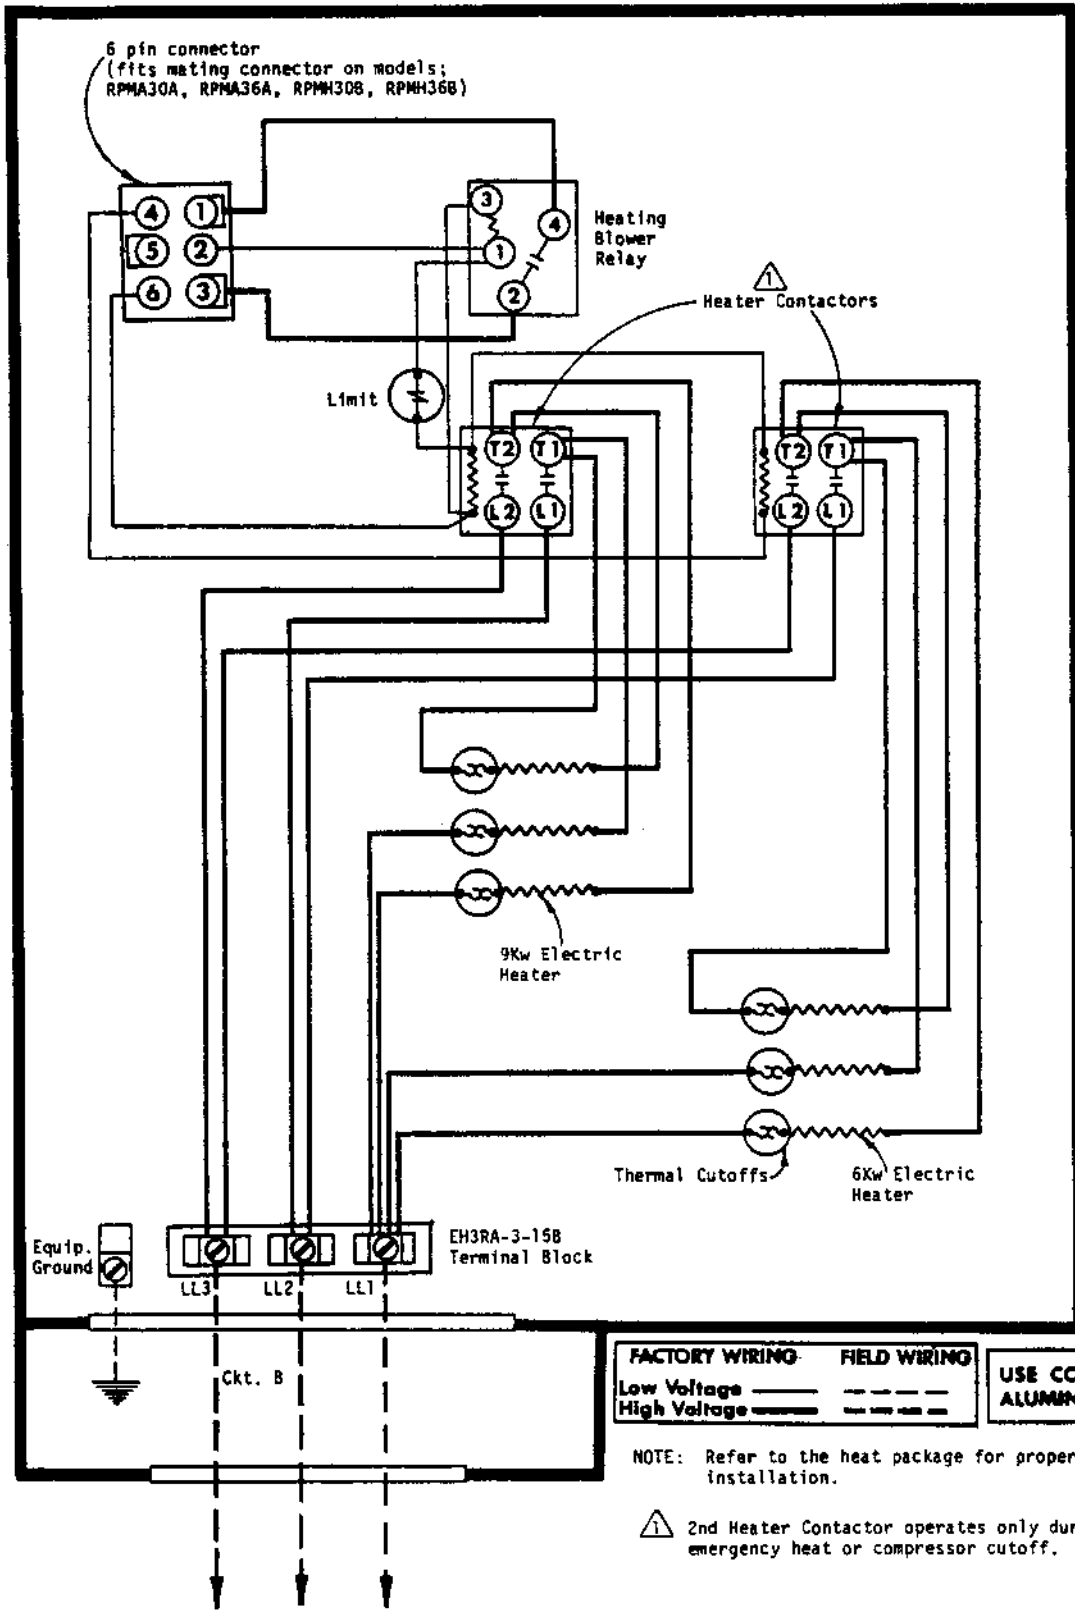 6 pin connector
(fits mating connector on models;
RPMA30A, RPMA36A, RPMH30B, RPMH36B)
4 1
5 2
6 3
3
4
1
2
Heating
Blower
Relay
1
Heater Contactors
Limit
T2 T1
L2 L1
T2 T1
L2 L1
9Kw Electric
Heater
Thermal Cutoffs
6Kw Electric
Heater
Equip.
Ground
EH3RA-3-15B
Terminal Block
LL3 LL2 LL1
Ckt. B
FACTORY WIRING FIELD WIRING
Low Voltage
High Voltage
USE CO
ALUMIN
NOTE: Refer to the heat package for proper
installation.
1 2nd Heater Contactor operates only dur
emergency heat or compressor cutoff.